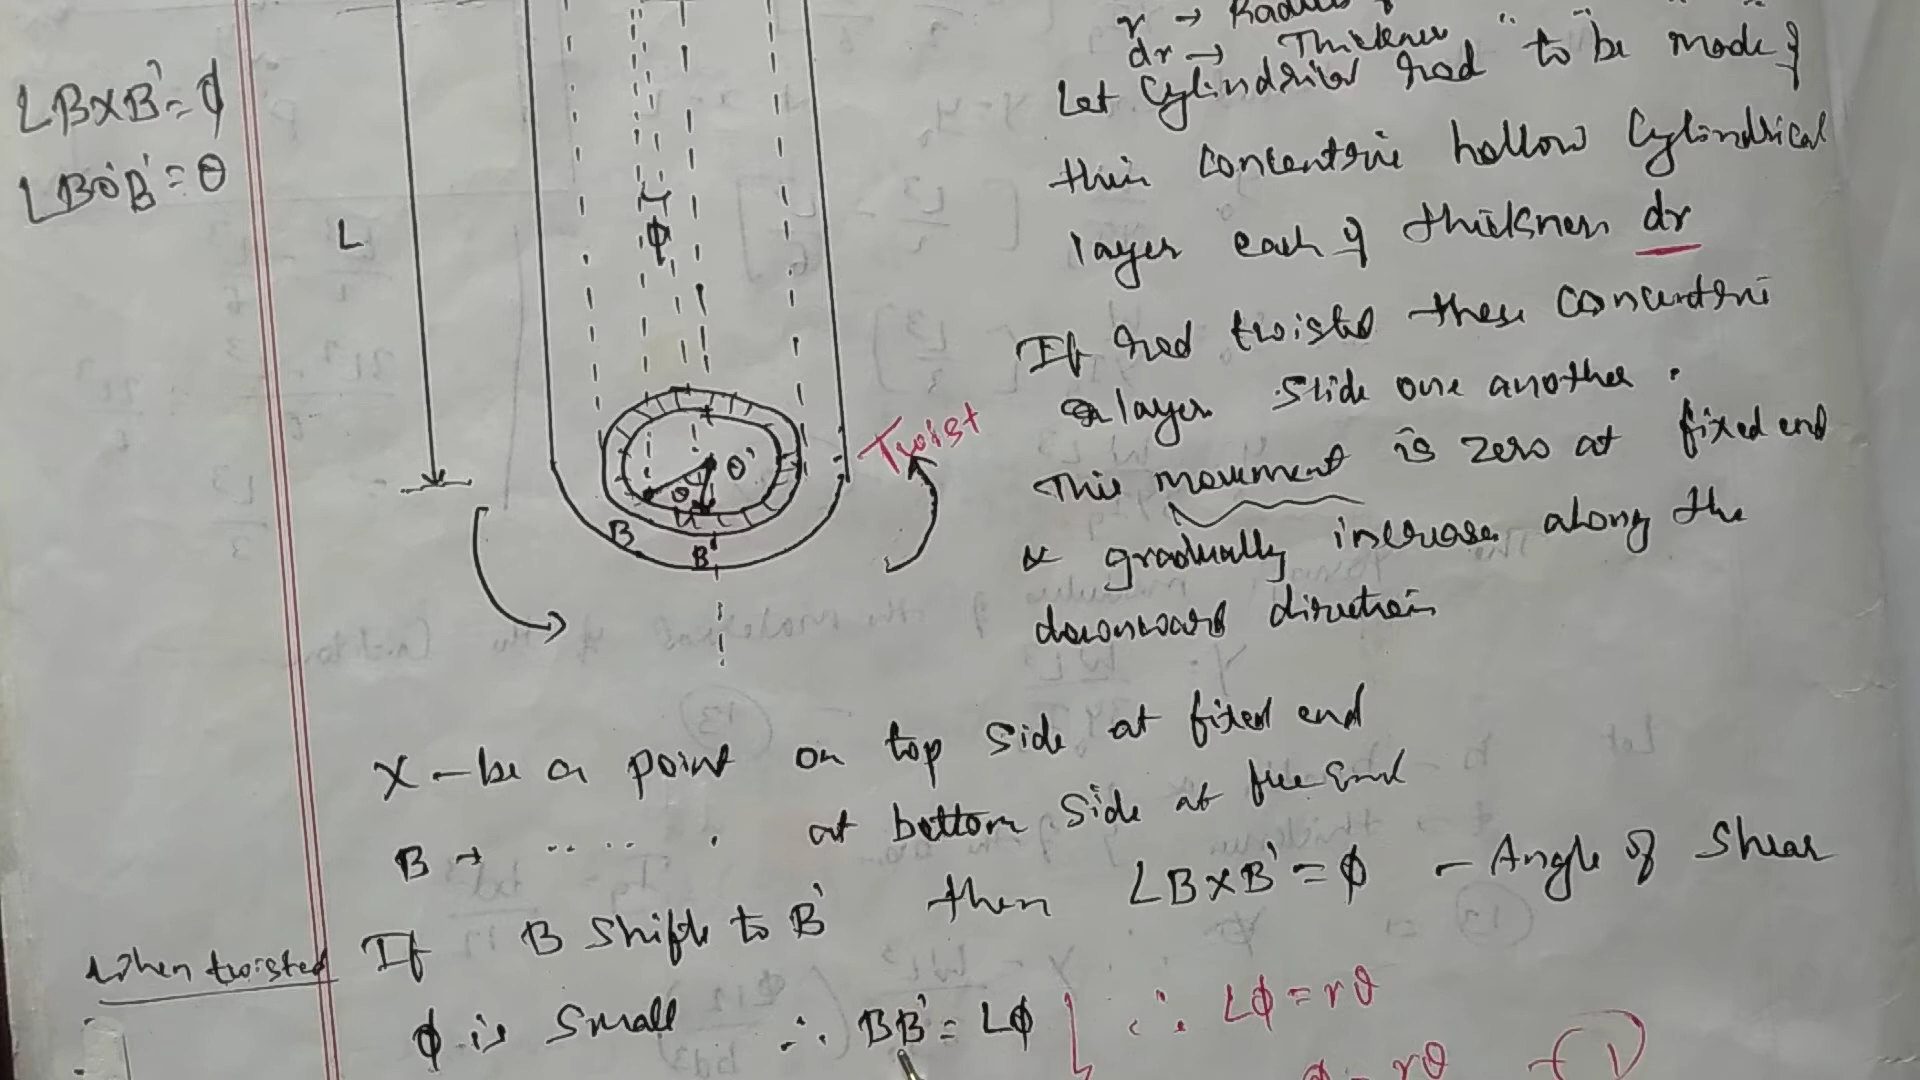 r → Radius
dr → Thickness
∠BXB' = ϕ
∠BO'B' = θ
Let Cylindrical rod to be made of
thin concentric hollow Cylindrical
layer each of thickness dr
L
ϕ
If rod twisted these concentric
layer slide one another.
Twist
This movement is zero at fixed end
θ O'
B
B'
& gradually increase along the
downward direction
X - be a point on top side at fixed end
B → ..... at bottom side at free end
When twisted If B shift to B' then ∠BXB' = ϕ - Angle of Shear
ϕ is small ∴ BB' = Lϕ ∴ Lϕ = rθ
ϕ = rθ - (1)